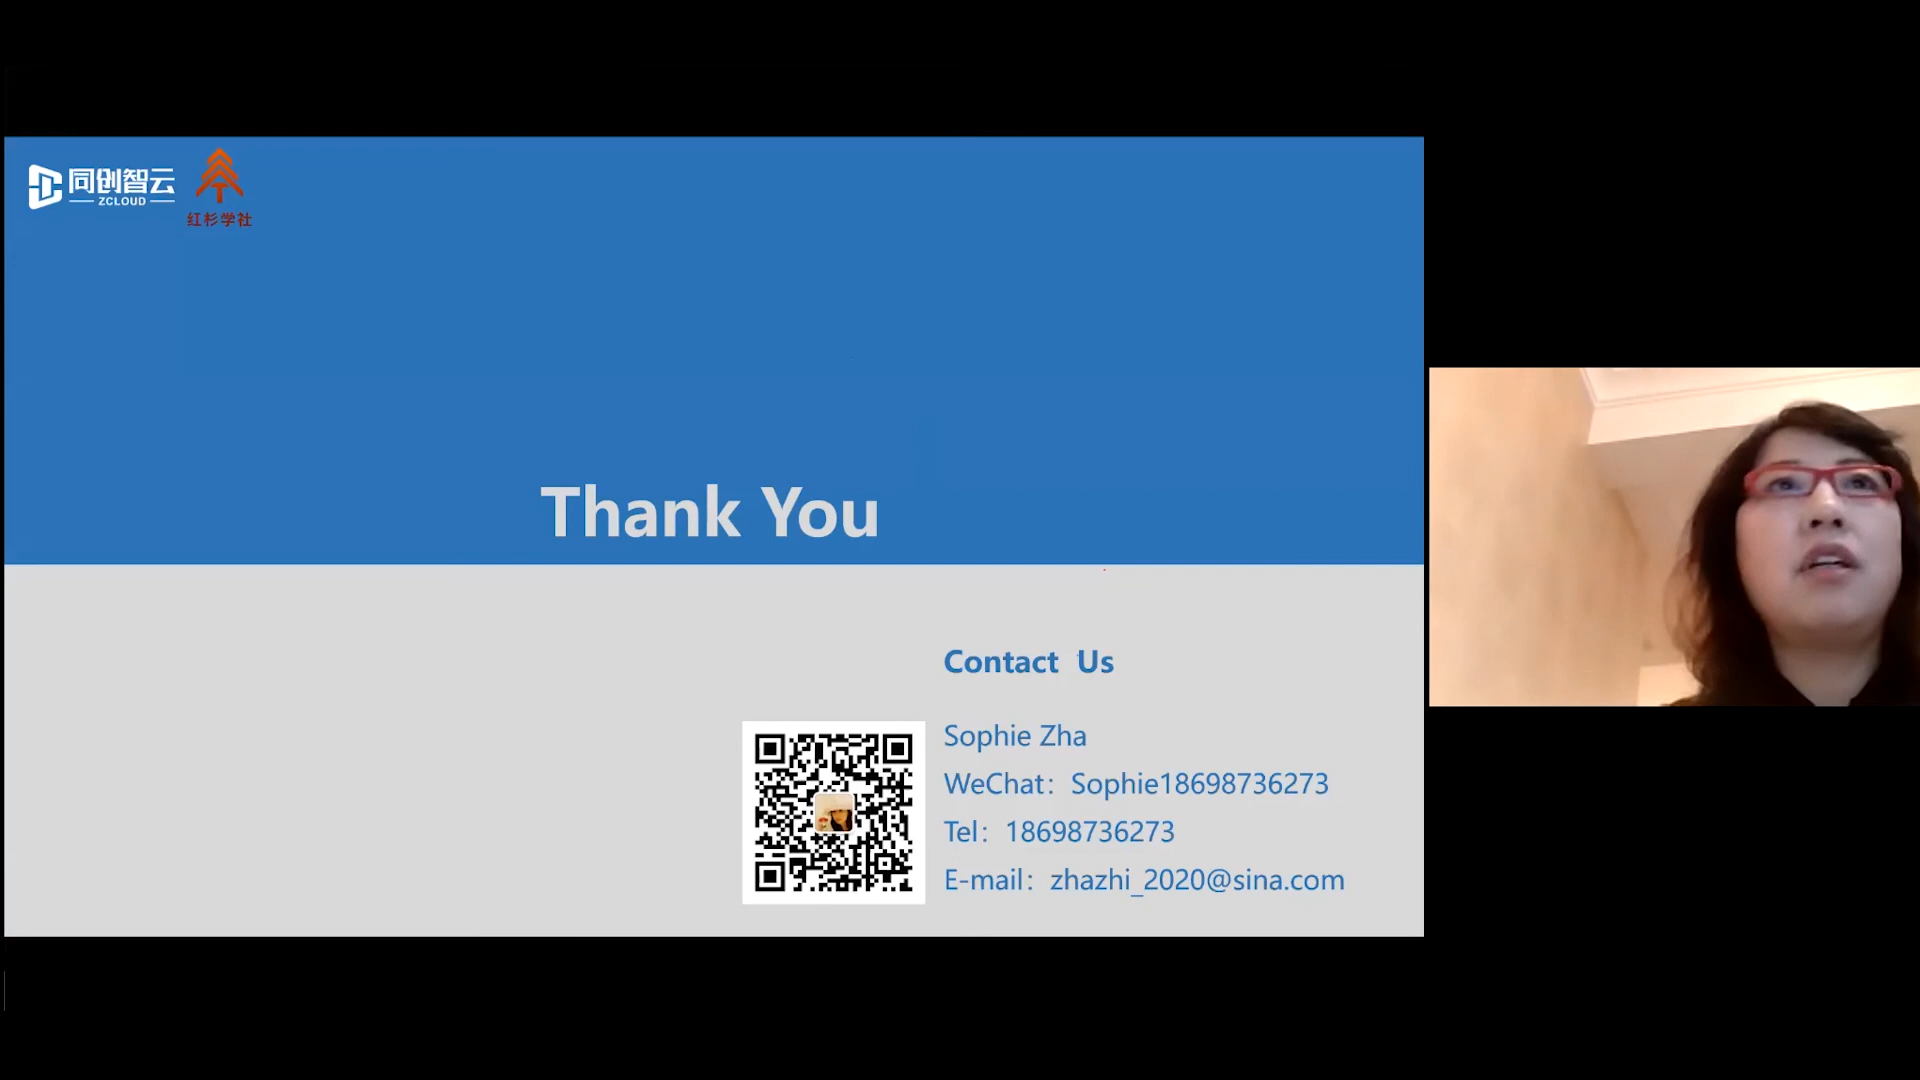 同创智云
ZCLOUD
红杉学社
Thank You
Contact Us
Sophie Zha
WeChat：Sophie18698736273
Tel：18698736273
E-mail：zhazhi_2020@sina.com